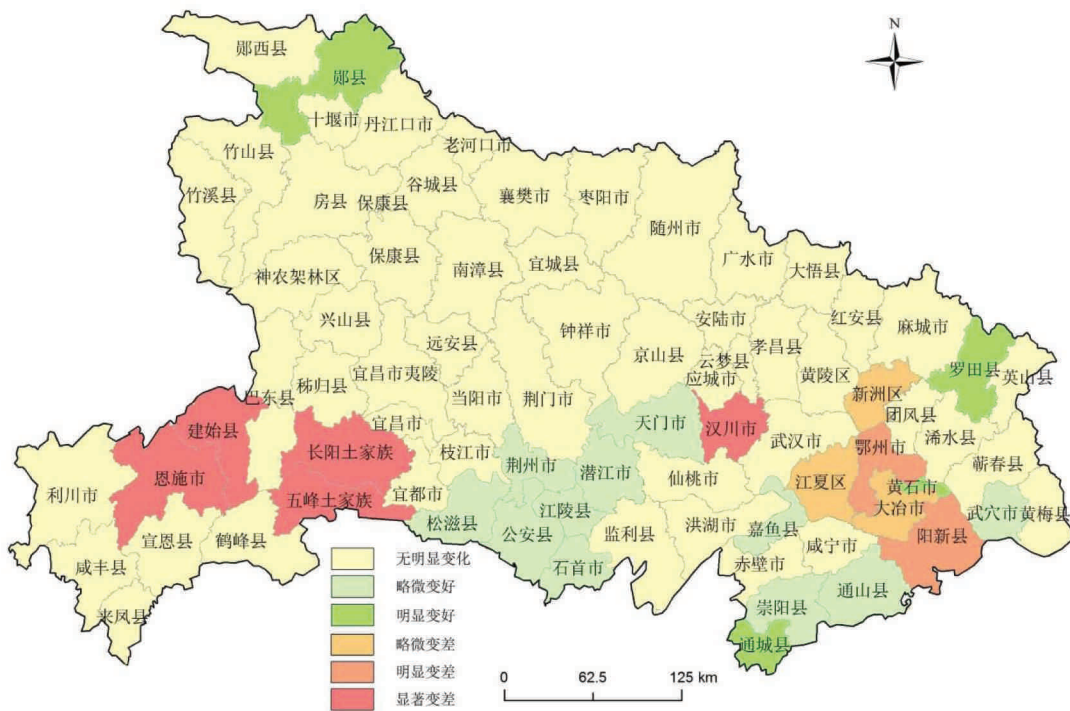 N
郧西县
郧县
十堰市
丹江口市
老河口市
竹山县
谷城县
竹溪县
房县
保康县
襄樊市
枣阳市
随州市
保康县
南漳县
宜城县
广水市
大悟县
神农架林区
兴山县
钟祥市
安陆市
红安县
麻城市
远安县
京山县
云梦县
孝昌县
宜昌市夷陵
应城市
黄陵区
罗田县
英山县
秭归县
巴东县
当阳市
荆门市
新洲区
团风县
建始县
宜昌市
天门市
汉川市
武汉市
鄂州市
浠水县
长阳土家族
枝江市
荆州市
潜江市
蕲春县
恩施市
仙桃市
江夏区
黄石市
利川市
五峰土家族
宜都市
江陵县
大冶市
松滋县
公安县
监利县
洪湖市
嘉鱼县
武穴市
黄梅县
宣恩县
鹤峰县
咸宁市
阳新县
咸丰县
石首市
赤壁市
通山县
来凤县
崇阳县
通城县
无明显变化
略微变好
明显变好
略微变差
明显变差
显著变差
0 62.5 125 km